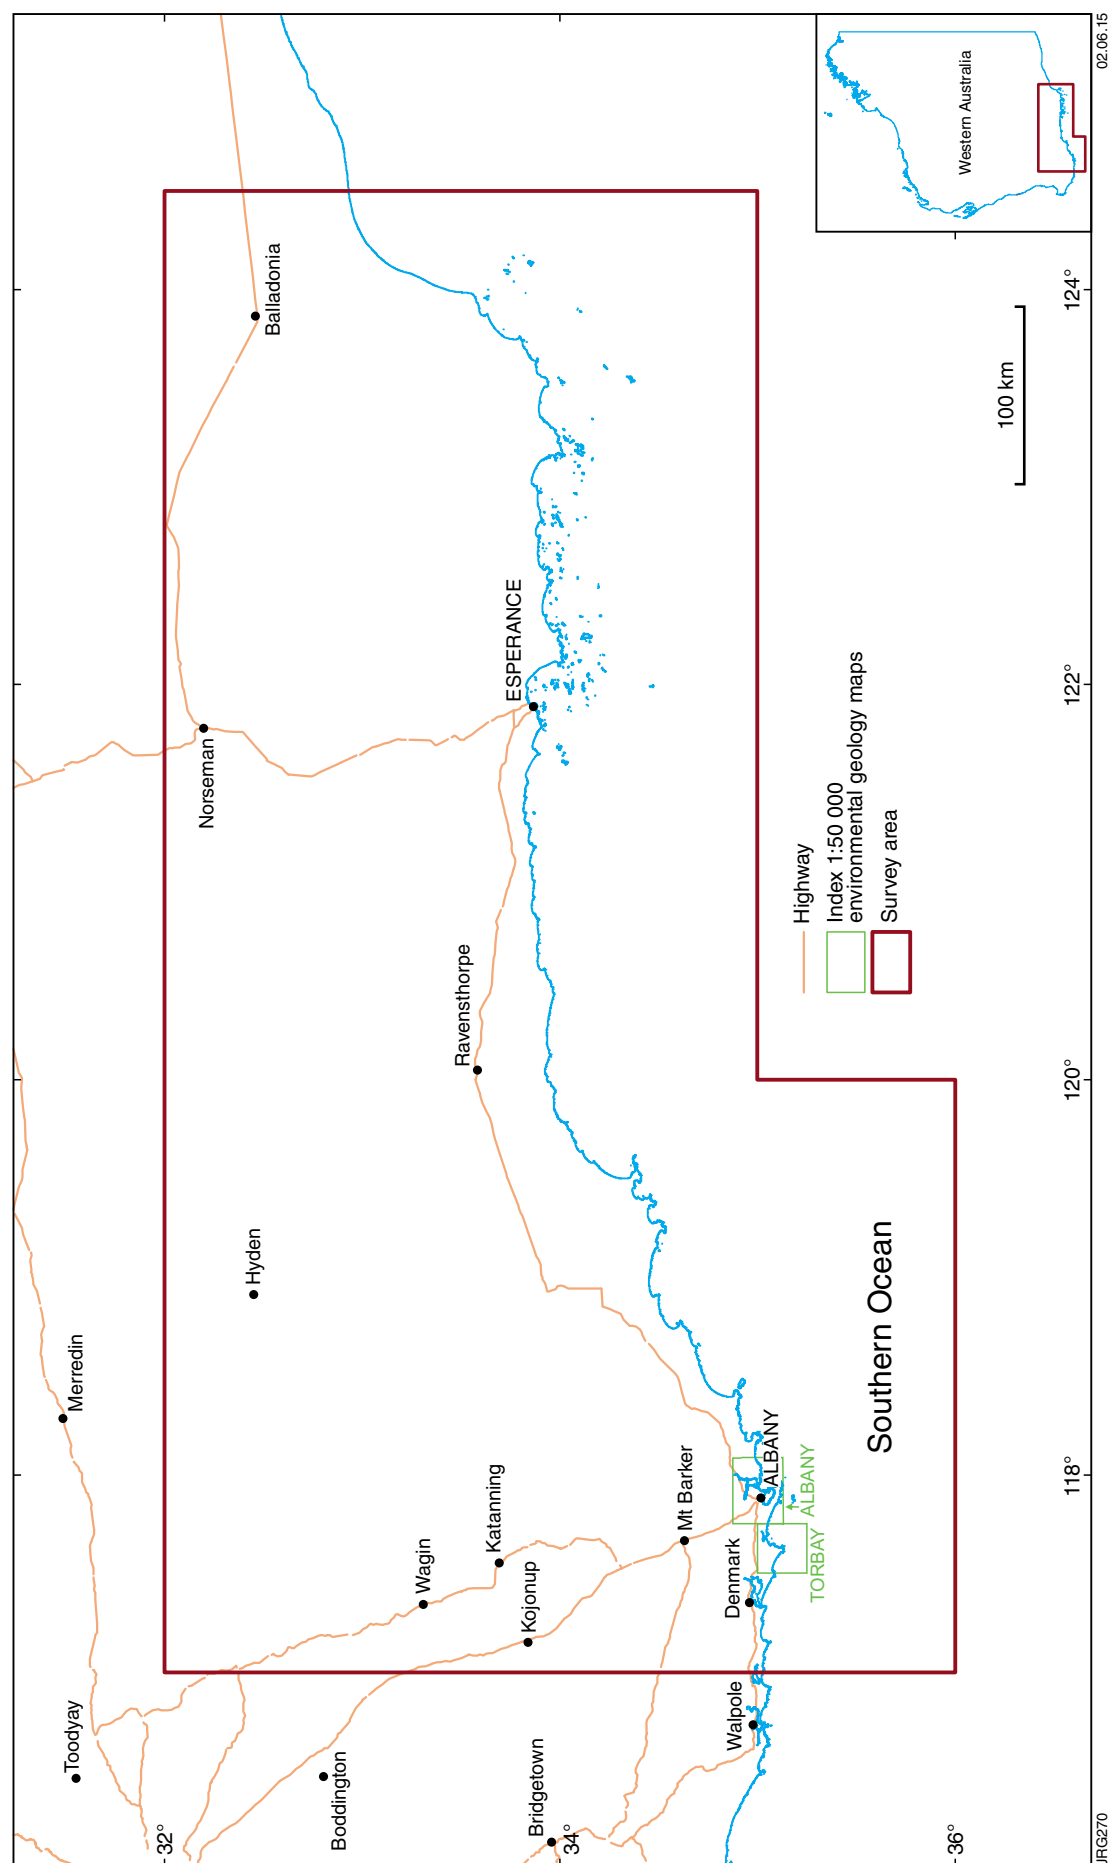 Toodyay
Merredin
Boddington
Hyden
Norseman
Balladonia
Wagin
Katanning
Kojonup
Bridgetown
Ravensthorpe
ESPERANCE
Mt Barker
Denmark
Walpole
ALBANY
ALBANY
TORBAY
Southern Ocean
Highway
Index 1:50 000
environmental geology maps
Survey area
100 km
Western Australia
32°
34°
36°
118°
120°
122°
124°
JRG270
02.06.15